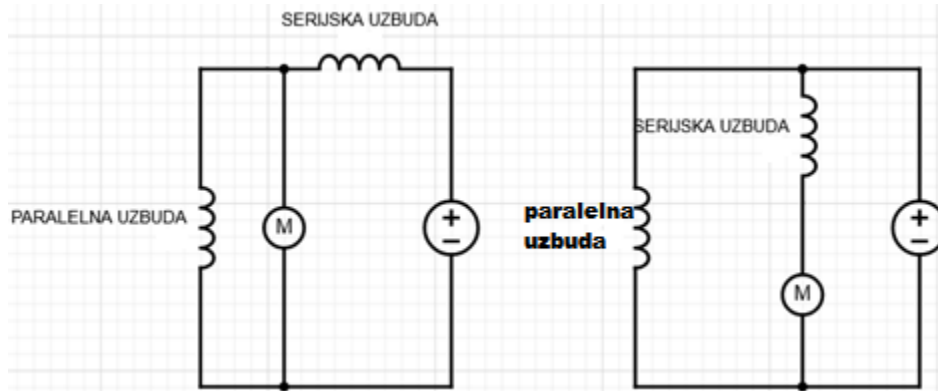 SERIJSKA UZBUDA
PARALELNA UZBUDA
M
+
−
SERIJSKA UZBUDA
paralelna
uzbuda
M
+
−